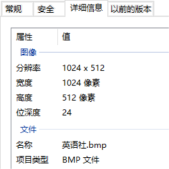 常规 安全 详细信息 以前的版本
属性 值
图像
分辨率 1024 x 512
宽度 1024 像素
高度 512 像素
位深度 24
文件
名称 英语社.bmp
项目类型 BMP 文件